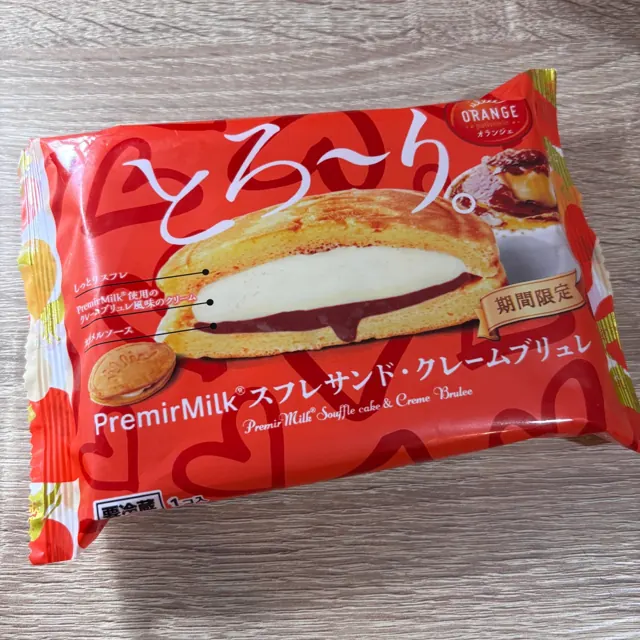 ORANGE
オランジェ
とろ〜り。
しっとりスフレ
PremirMilk®使用の
クレームブリュレ風味のクリーム
カラメルソース
期間限定
PremirMilk®スフレサンド・クレームブリュレ
PremirMilk® Souffle cake & Creme Brulee
要冷蔵
1コ